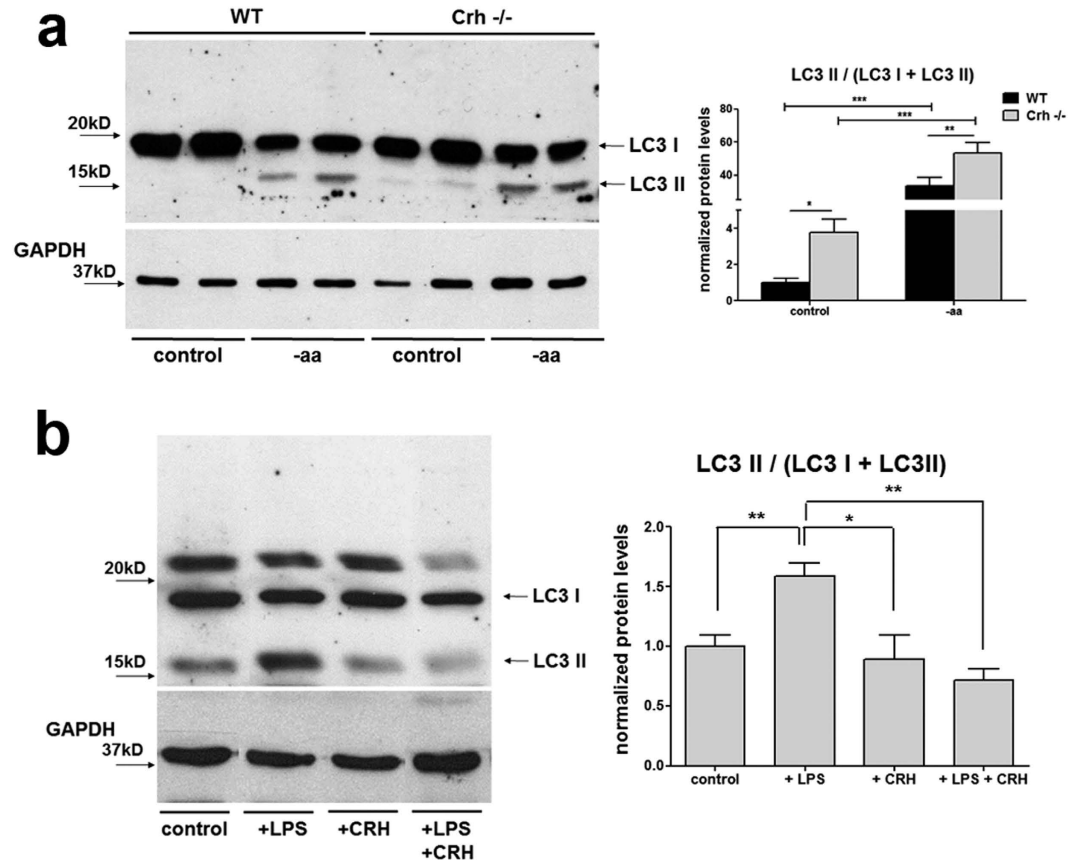 a
WT
Crh -/-
20kD
15kD
LC3 I
LC3 II
GAPDH
37kD
control
-aa
control
-aa
LC3 II / (LC3 I + LC3 II)
WT
Crh -/-
normalized protein levels
80
60
40
4
2
0
*
***
***
**
control
-aa
b
20kD
15kD
LC3 I
LC3 II
GAPDH
37kD
control
+LPS
+CRH
+LPS
+CRH
LC3 II / (LC3 I + LC3II)
normalized protein levels
2.0
1.5
1.0
0.5
0.0
**
*
**
control
+ LPS
+ CRH
+ LPS + CRH